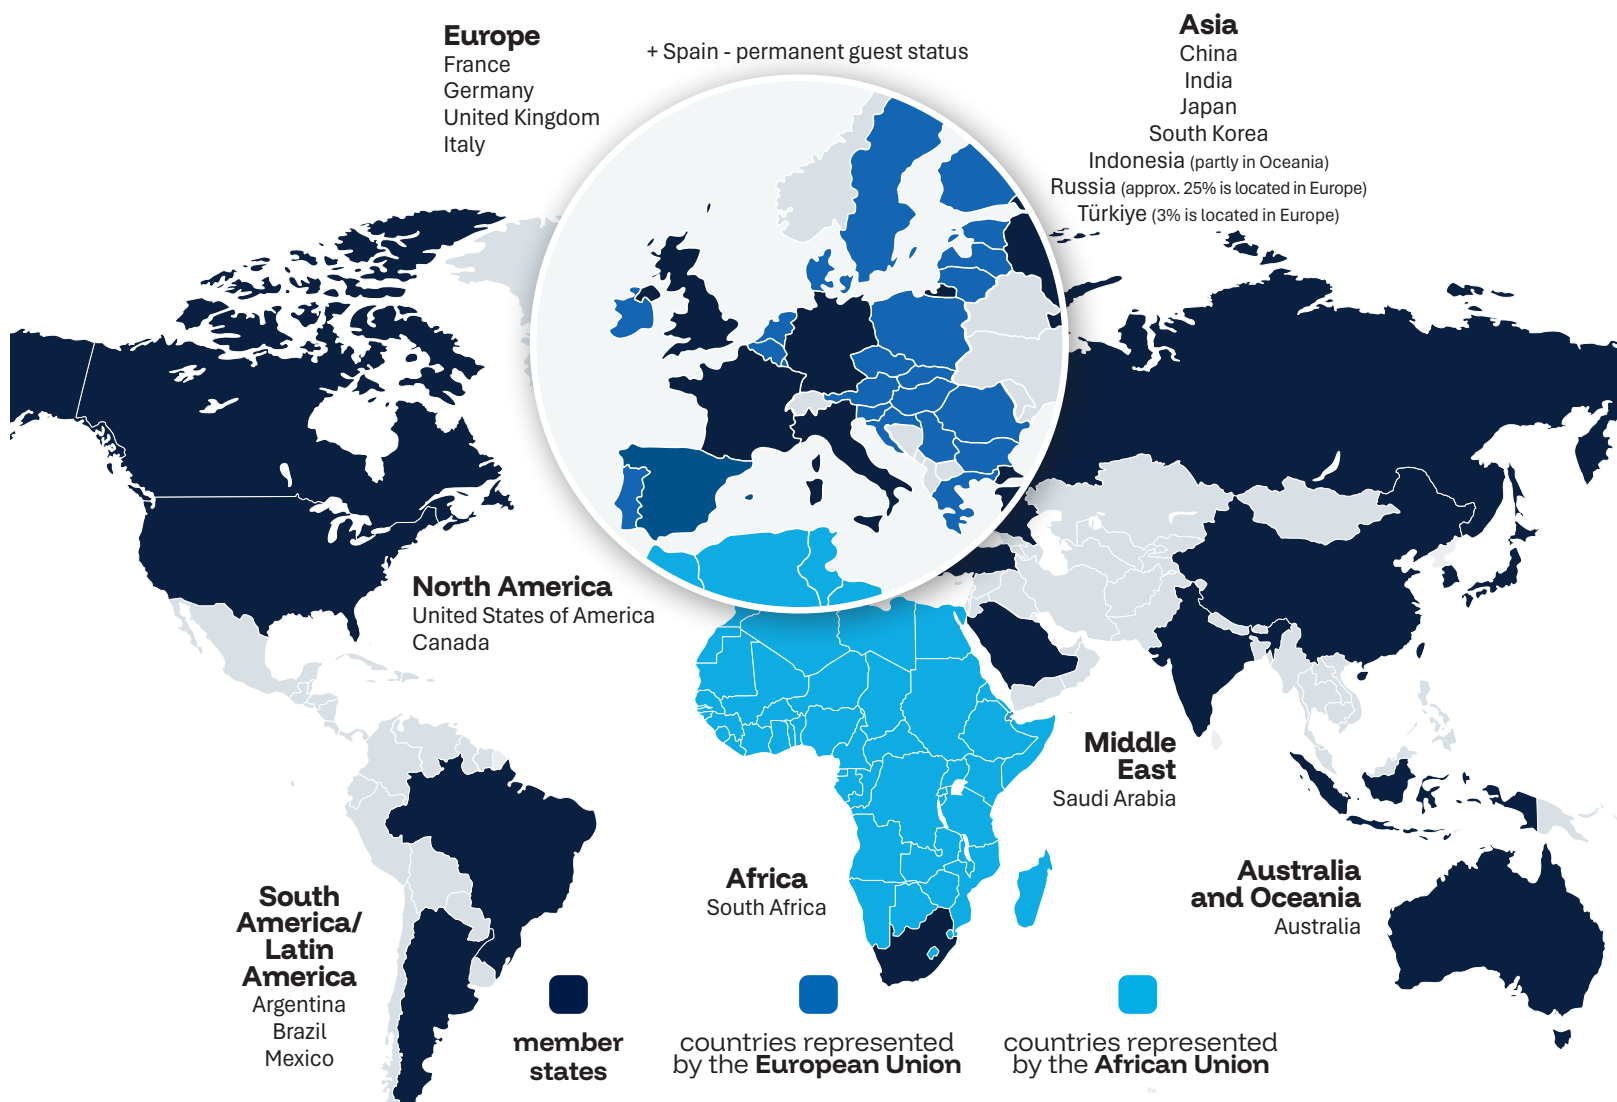 Europe
France
Germany
United Kingdom
Italy
+ Spain - permanent guest status
Asia
China
India
Japan
South Korea
Indonesia (partly in Oceania)
Russia (approx. 25% is located in Europe)
Türkiye (3% is located in Europe)
North America
United States of America
Canada
Middle
East
Saudi Arabia
Africa
South Africa
Australia
and Oceania
Australia
South
America/
Latin
America
Argentina
Brazil
Mexico
member
states
countries represented
by the European Union
countries represented
by the African Union